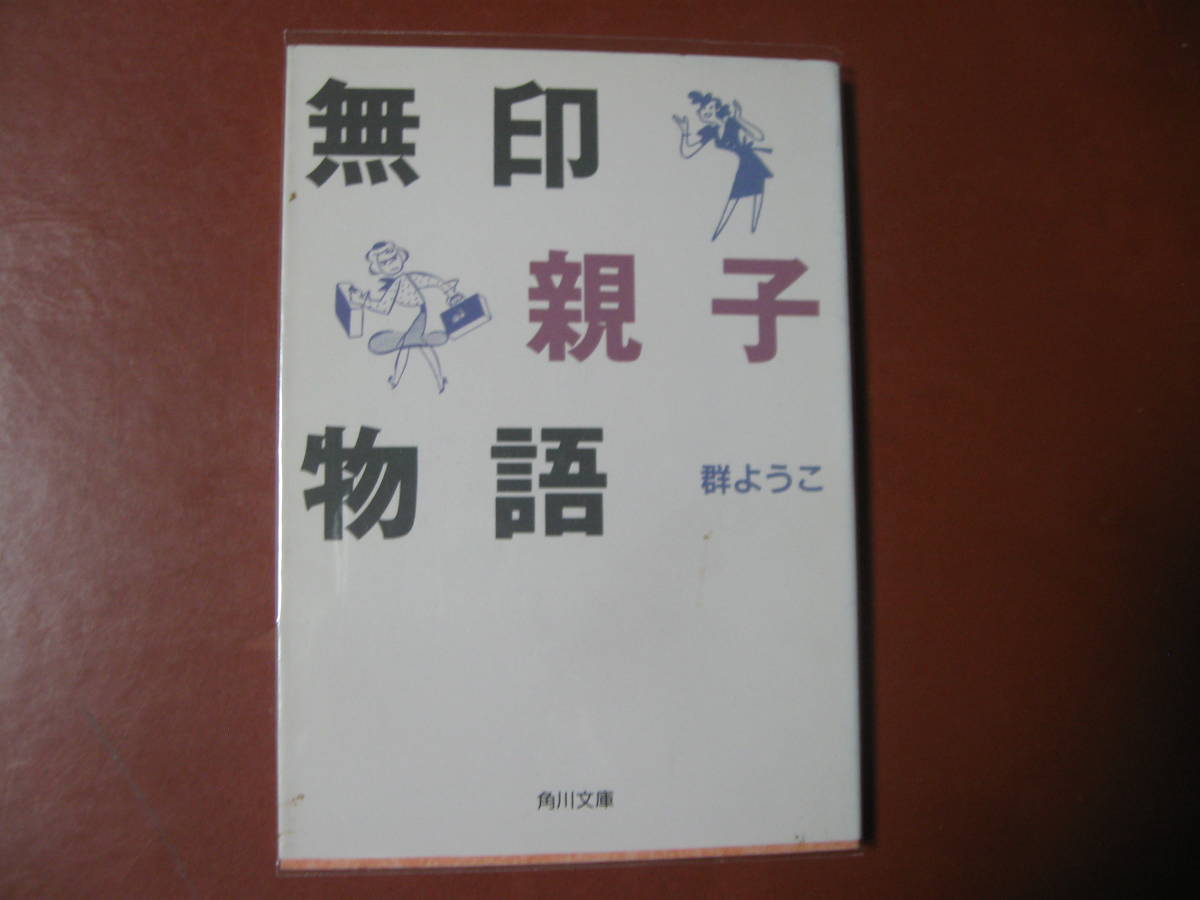 無印
親子
物語
群ようこ
角川文庫